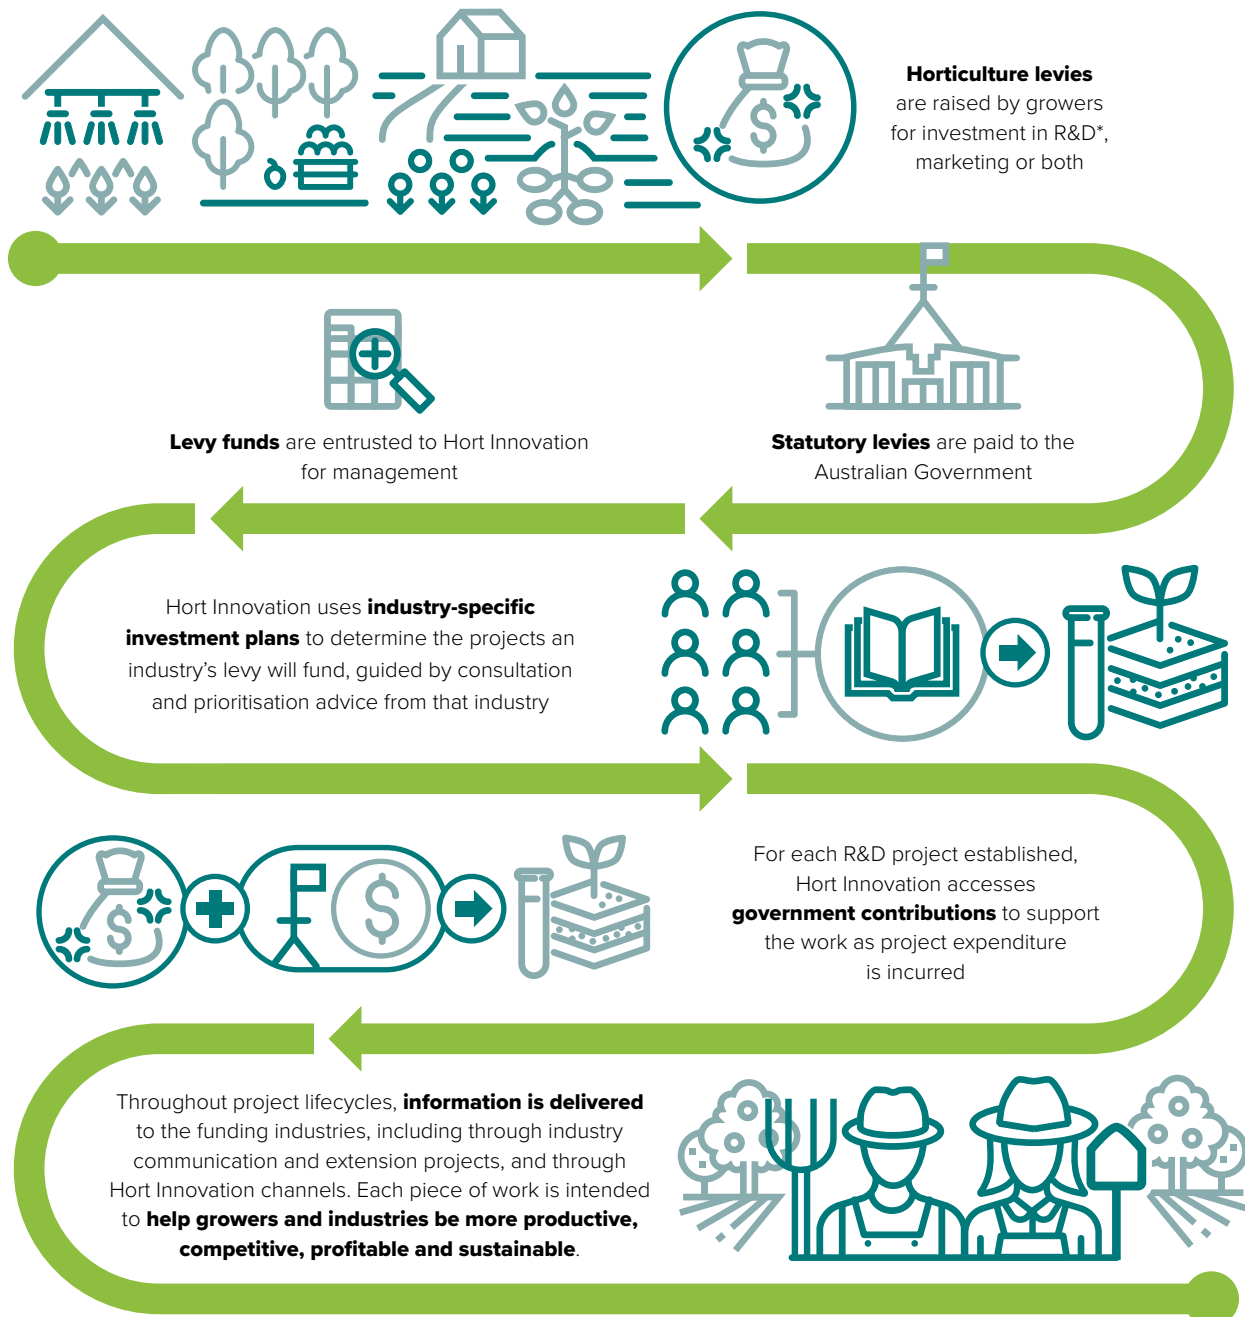 Horticulture levies
are raised by growers
for investment in R&D*,
marketing or both
Levy funds are entrusted to Hort Innovation
for management
Statutory levies are paid to the
Australian Government
Hort Innovation uses industry-specific
investment plans to determine the projects an
industry's levy will fund, guided by consultation
and prioritisation advice from that industry
For each R&D project established,
Hort Innovation accesses
government contributions to support
the work as project expenditure
is incurred
Throughout project lifecycles, information is delivered
to the funding industries, including through industry
communication and extension projects, and through
Hort Innovation channels. Each piece of work is intended
to help growers and industries be more productive,
competitive, profitable and sustainable.